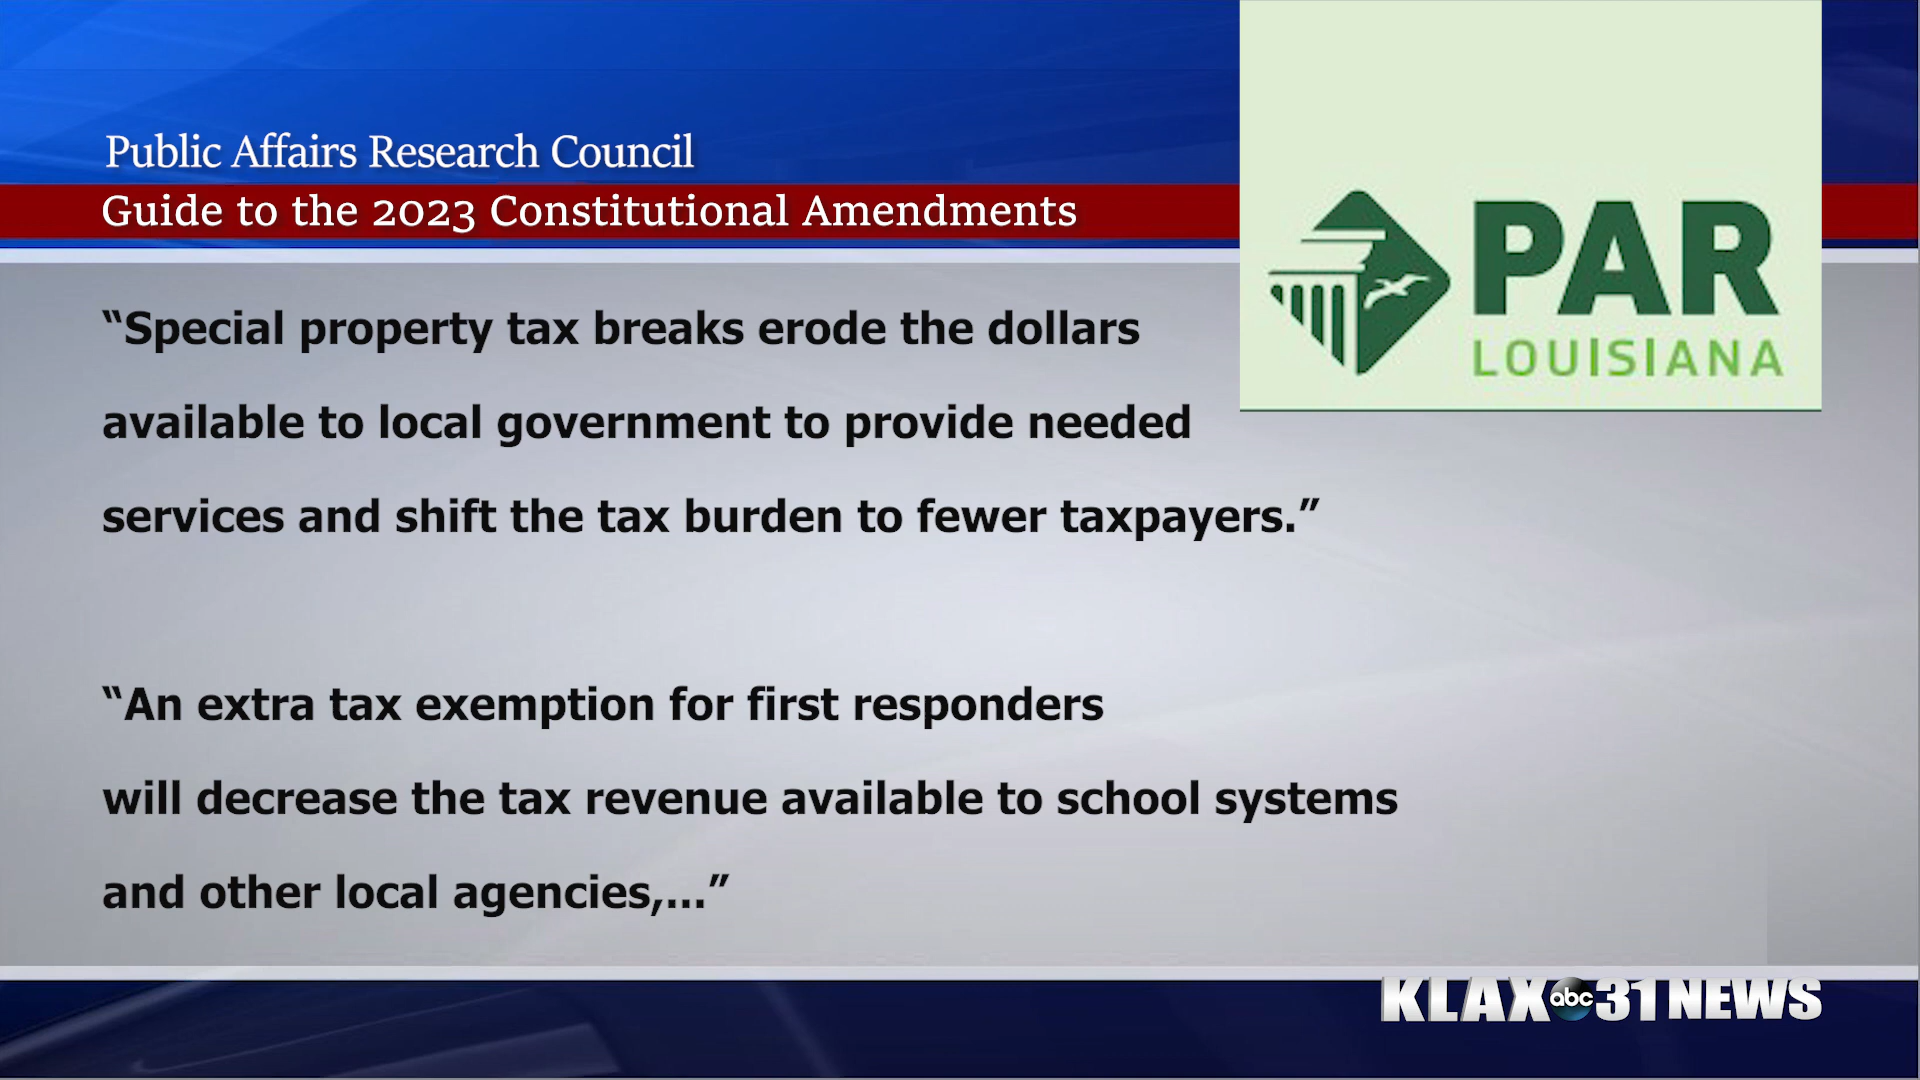 Public Affairs Research Council
Guide to the 2023 Constitutional Amendments
PAR
LOUISIANA
“Special property tax breaks erode the dollars
available to local government to provide needed
services and shift the tax burden to fewer taxpayers.”
“An extra tax exemption for first responders
will decrease the tax revenue available to school systems
and other local agencies,...”
KLAX abc 31 NEWS